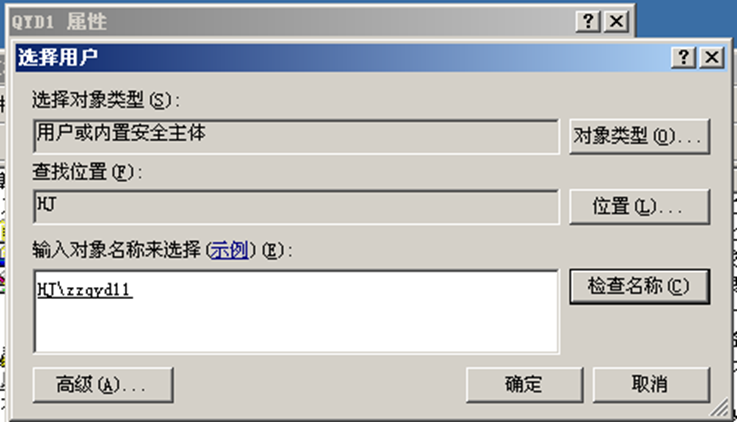 QYD1 属性
选择用户
选择对象类型(S):
用户或内置安全主体
对象类型(O)...
查找位置(F):
HJ
位置(L)...
输入对象名称来选择(示例)(E):
HJ\zzqyd11
检查名称(C)
高级(A)...
确定
取消